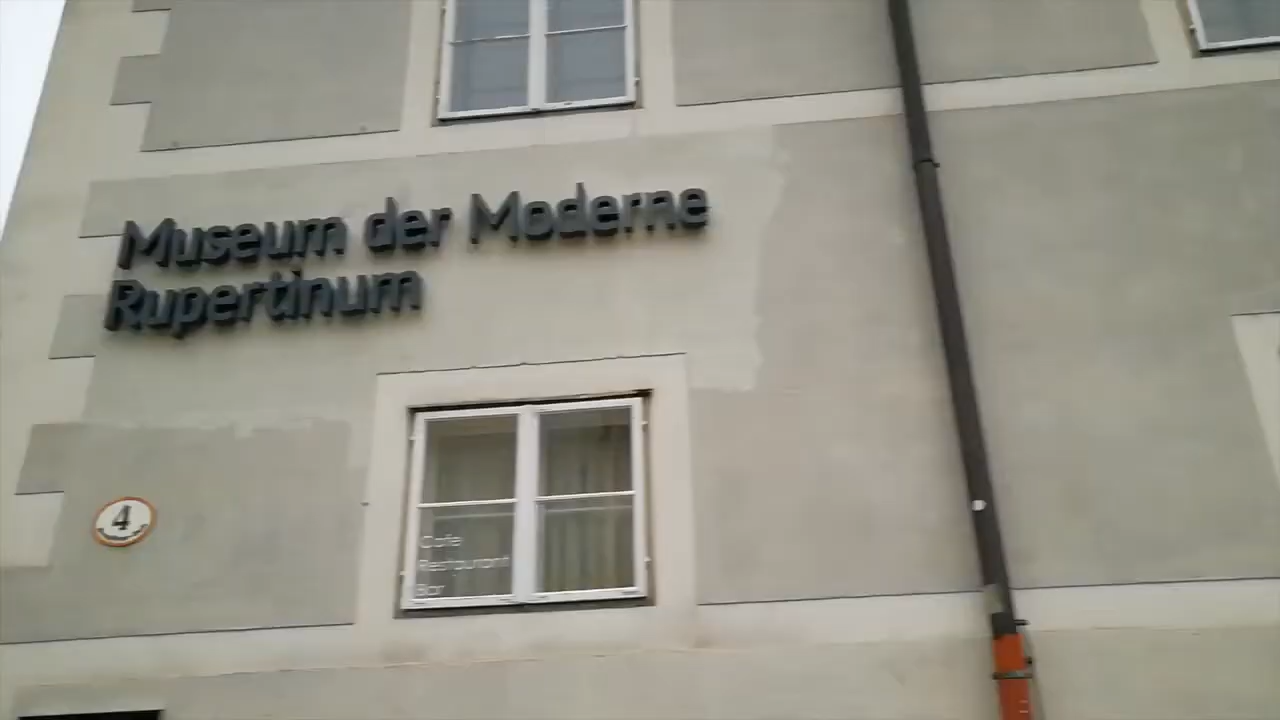 Museum der Moderne
Rupertinum
4
Cafe
Restaurant
Bar